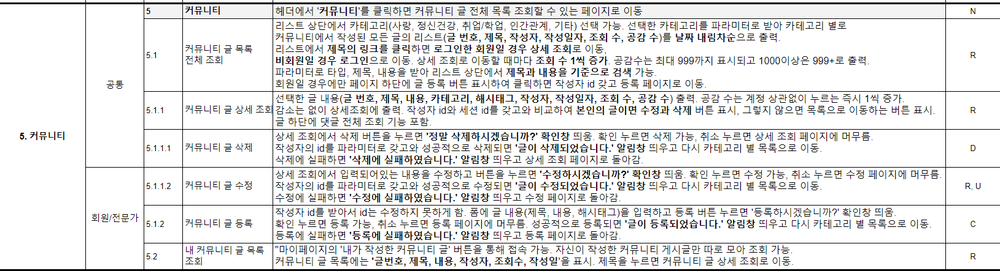 5 커뮤니티 헤더에서 '커뮤니티'를 클릭하면 커뮤니티 글 전체 목록 조회할 수 있는 페이지로 이동 N
5. 커뮤니티
공통
5.1 커뮤니티 글 목록
전체 조회
리스트 상단에서 카테고리(사랑, 정신건강, 취업/학업, 인간관계, 기타) 선택 가능. 선택한 카테고리를 파라미터로 받아 카테고리 별로
커뮤니티에서 작성된 모든 글의 리스트(글 번호, 제목, 작성자, 작성일자, 조회 수, 공감 수)를 날짜 내림차순으로 출력.
리스트에서 제목의 링크를 클릭하면 로그인한 회원일 경우 상세 조회로 이동,
비회원일 경우 로그인으로 이동. 상세 조회로 이동할 때마다 조회 수 1씩 증가. 공감수는 최대 999까지 표시되고 1000이상은 999+로 출력.
파라미터로 타입, 제목, 내용을 받아 리스트 상단에서 제목과 내용을 기준으로 검색 가능.
회원일 경우에만 페이지 하단에 글 등록 버튼 표시하여 클릭하면 작성자 id 갖고 등록 페이지로 이동.
R
5.1.1 커뮤니티 글 상세 조회
선택한 글 내용(글 번호, 제목, 내용, 카테고리, 해시태그, 작성자, 작성일자, 조회 수, 공감 수) 출력. 공감 수는 계정 상관없이 누르는 즉시 1씩 증가.
감소는 없이 상세조회에 출력. 작성자 id와 세션 id를 갖고와 비교하여 본인의 글이면 수정과 삭제 버튼 표시, 그렇지 않으면 목록으로 이동하는 버튼 표시.
글 하단에 댓글 전체 조회 기능 포함.
R
5.1.1.1 커뮤니티 글 삭제
상세 조회에서 삭제 버튼을 누르면 '정말 삭제하시겠습니까?' 확인창 띄움. 확인 누르면 삭제 가능, 취소 누르면 상세 조회 페이지에 머무름.
작성자의 id를 파라미터로 갖고와 성공적으로 삭제되면 '글이 삭제되었습니다.' 알림창 띄우고 다시 카테고리 별 목록으로 이동.
삭제에 실패하면 '삭제에 실패하였습니다.' 알림창 띄우고 상세 조회 페이지로 돌아감.
D
회원/전문가
5.1.1.2 커뮤니티 글 수정
상세 조회에서 입력되어있는 내용을 수정하고 버튼을 누르면 '수정하시겠습니까?' 확인창 띄움. 확인 누르면 수정 가능, 취소 누르면 수정 페이지에 머무름.
작성자의 id를 파라미터로 갖고와 성공적으로 수정되면 '글이 수정되었습니다.' 알림창 띄우고 다시 카테고리 별 목록으로 이동.
수정에 실패하면 '수정에 실패하였습니다.' 알림창 띄우고 수정 페이지로 돌아감.
R, U
5.1.2 커뮤니티 글 등록
작성자 id를 받아서 id는 수정하지 못하게 함. 폼에 글 내용(제목, 내용, 해시태그)을 입력하고 등록 버튼 누르면 '등록하시겠습니까?' 확인창 띄움.
확인 누르면 등록 가능, 취소 누르면 등록 페이지에 머무름. 성공적으로 등록되면 '글이 등록되었습니다.' 알림창 띄우고 다시 카테고리 별 목록으로 이동.
등록에 실패하면 '등록에 실패하였습니다.' 알림창 띄우고 등록 페이지로 돌아감.
C
5.2 내 커뮤니티 글 목록
조회
"마이페이지의 '내가 작성한 커뮤니티 글' 버튼을 통해 접속 가능. 자신이 작성한 커뮤니티 게시글만 따로 모아 조회 가능.
커뮤니티 글 목록에는 '글번호, 제목, 내용, 작성자, 조회수, 작성일'을 표시. 제목을 누르면 커뮤니티 글 상세 조회로 이동.
R